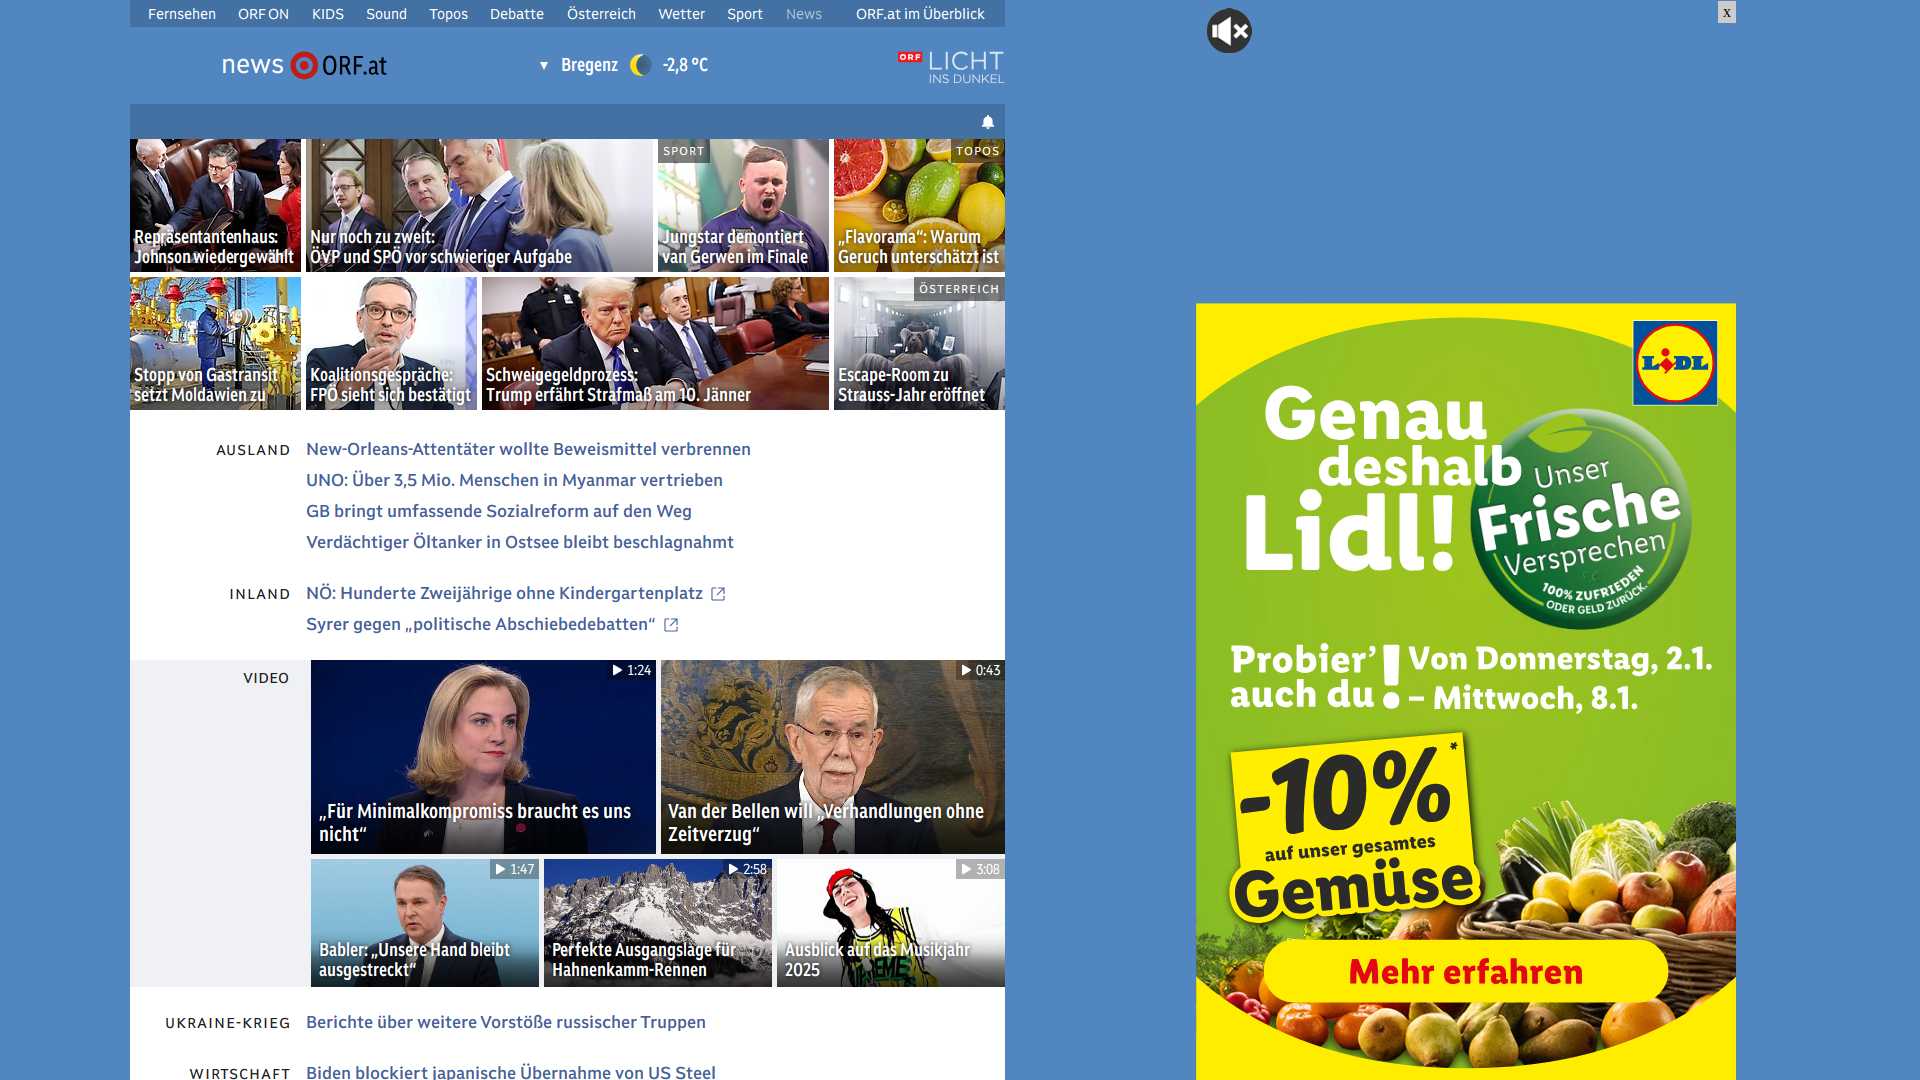 Fernsehen ORF ON KIDS Sound Topos Debatte Österreich Wetter Sport News ORF.at im Überblick
news ORF.at
▼ Bregenz -2,8 °C
ORF LICHT
INS DUNKEL
x
Repräsentantenhaus:
Johnson wiedergewählt
Nur noch zu zweit:
ÖVP und SPÖ vor schwieriger Aufgabe
SPORT
Jungstar demontiert
van Gerwen im Finale
TOPOS
„Flavorama“: Warum
Geruch unterschätzt ist
Stopp von Gastransit
setzt Moldawien zu
Koalitionsgespräche:
FPÖ sieht sich bestätigt
Schweigegeldprozess:
Trump erfährt Strafmaß am 10. Jänner
ÖSTERREICH
Escape-Room zu
Strauss-Jahr eröffnet
AUSLAND
New-Orleans-Attentäter wollte Beweismittel verbrennen
UNO: Über 3,5 Mio. Menschen in Myanmar vertrieben
GB bringt umfassende Sozialreform auf den Weg
Verdächtiger Öltanker in Ostsee bleibt beschlagnahmt
INLAND
NÖ: Hunderte Zweijährige ohne Kindergartenplatz
Syrer gegen „politische Abschiebedebatten“
VIDEO
1:24
„Für Minimalkompromiss braucht es uns
nicht“
0:43
Van der Bellen will „Verhandlungen ohne
Zeitverzug“
1:47
Babler: „Unsere Hand bleibt
ausgestreckt“
2:58
Perfekte Ausgangslage für
Hahnenkamm-Rennen
3:08
Ausblick auf das Musikjahr
2025
UKRAINE-KRIEG
Berichte über weitere Vorstöße russischer Truppen
WIRTSCHAFT
Biden blockiert japanische Übernahme von US Steel
LIDL
Genau
deshalb
Lidl!
Unser
Frische
Versprechen
100% ZUFRIEDEN
ODER GELD ZURÜCK.
Probier’
auch du!
Von Donnerstag, 2.1.
– Mittwoch, 8.1.
-10%*
auf unser gesamtes
Gemüse
Mehr erfahren